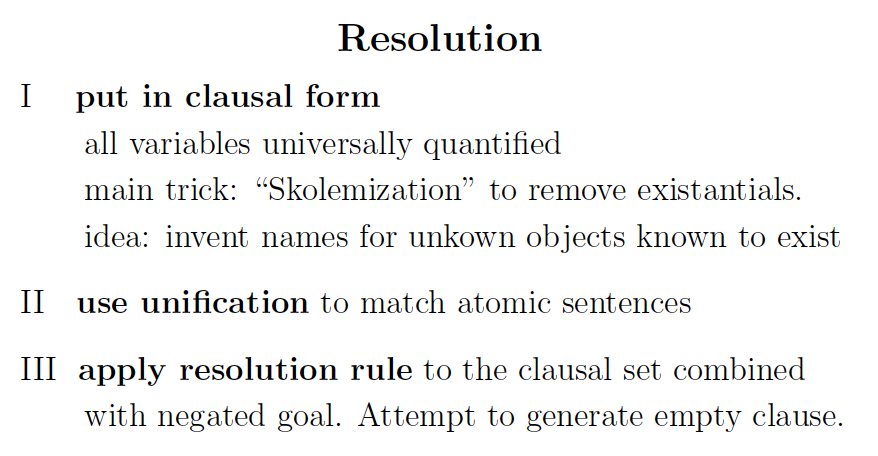 Resolution
I put in clausal form
all variables universally quantified
main trick: “Skolemization” to remove existantials.
idea: invent names for unkown objects known to exist
II use unification to match atomic sentences
III apply resolution rule to the clausal set combined
with negated goal. Attempt to generate empty clause.